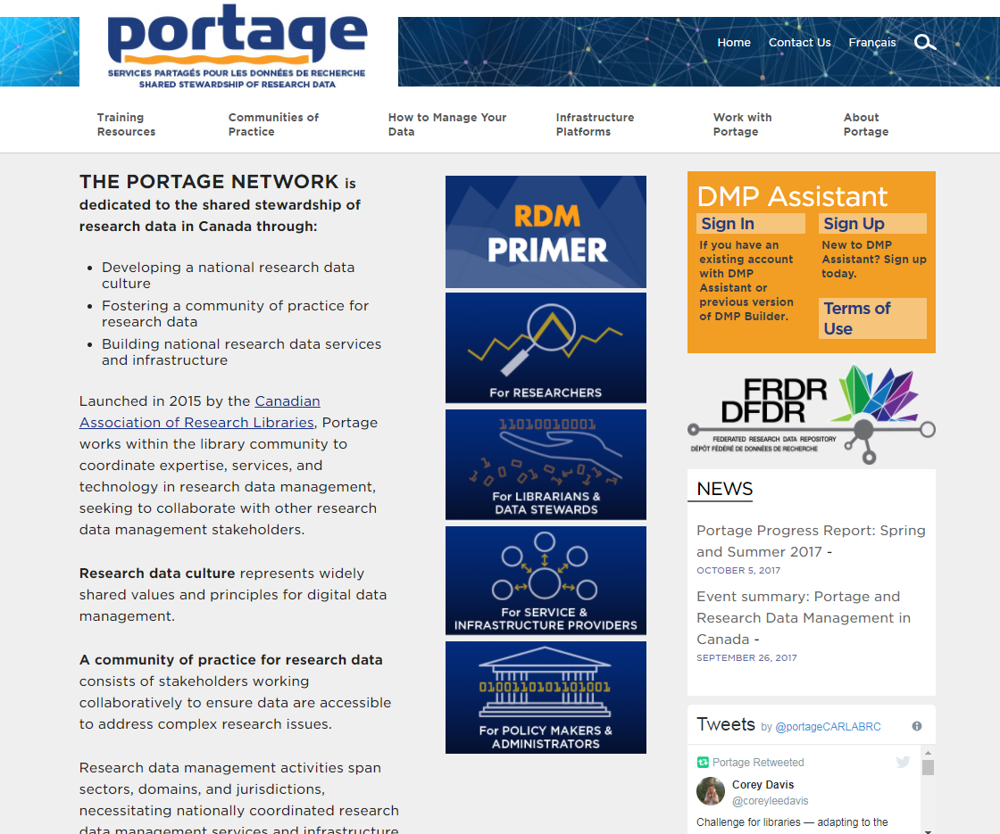 portage
SERVICES PARTAGÉS POUR LES DONNÉES DE RECHERCHE
SHARED STEWARDSHIP OF RESEARCH DATA
Home Contact Us Français
Training
Resources
Communities of
Practice
How to Manage Your
Data
Infrastructure
Platforms
Work with
Portage
About
Portage
THE PORTAGE NETWORK is
dedicated to the shared stewardship of
research data in Canada through:
Developing a national research data
culture
Fostering a community of practice for
research data
Building national research data services
and infrastructure
Launched in 2015 by the Canadian
Association of Research Libraries, Portage
works within the library community to
coordinate expertise, services, and
technology in research data management,
seeking to collaborate with other research
data management stakeholders.
Research data culture represents widely
shared values and principles for digital data
management.
A community of practice for research data
consists of stakeholders working
collaboratively to ensure data are accessible
to address complex research issues.
Research data management activities span
sectors, domains, and jurisdictions,
necessitating nationally coordinated research
data management services and infrastructure
RDM
PRIMER
For RESEARCHERS
11010010001
For LIBRARIANS &
DATA STEWARDS
For SERVICE &
INFRASTRUCTURE PROVIDERS
0100110101101001
For POLICY MAKERS &
ADMINISTRATORS
DMP Assistant
Sign In
If you have an
existing account
with DMP
Assistant or
previous version
of DMP Builder.
Sign Up
New to DMP
Assistant? Sign up
today.
Terms of
Use
FRDR
DFDR
FEDERATED RESEARCH DATA REPOSITORY
DÉPÔT FÉDÉRÉ DE DONNÉES DE RECHERCHE
NEWS
Portage Progress Report: Spring
and Summer 2017 -
OCTOBER 5, 2017
Event summary: Portage and
Research Data Management in
Canada -
SEPTEMBER 26, 2017
Tweets by @portageCARLABRC
Portage Retweeted
Corey Davis
@coreyleedavis
Challenge for libraries — adapting to the